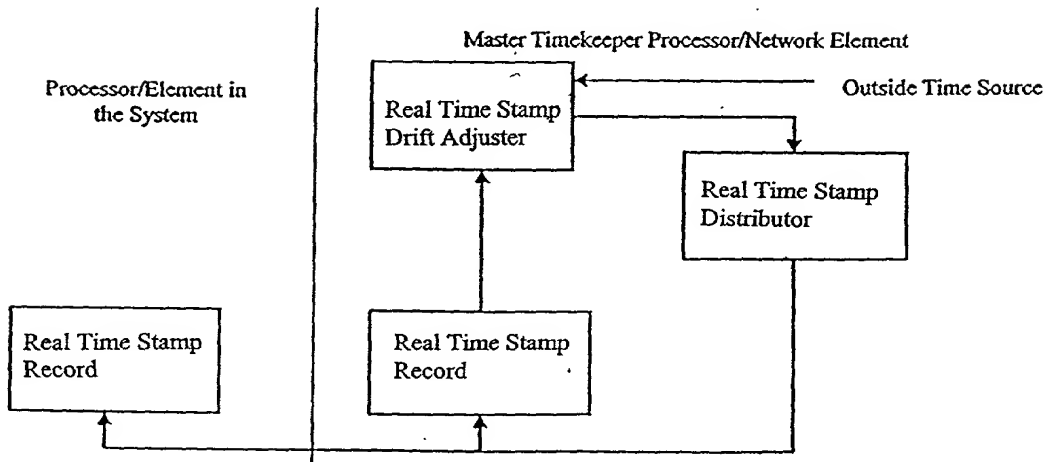 Master Timekeeper Processor/Network Element
Processor/Element in
the System
Outside Time Source
Real Time Stamp
Drift Adjuster
Real Time Stamp
Distributor
Real Time Stamp
Record
Real Time Stamp
Record